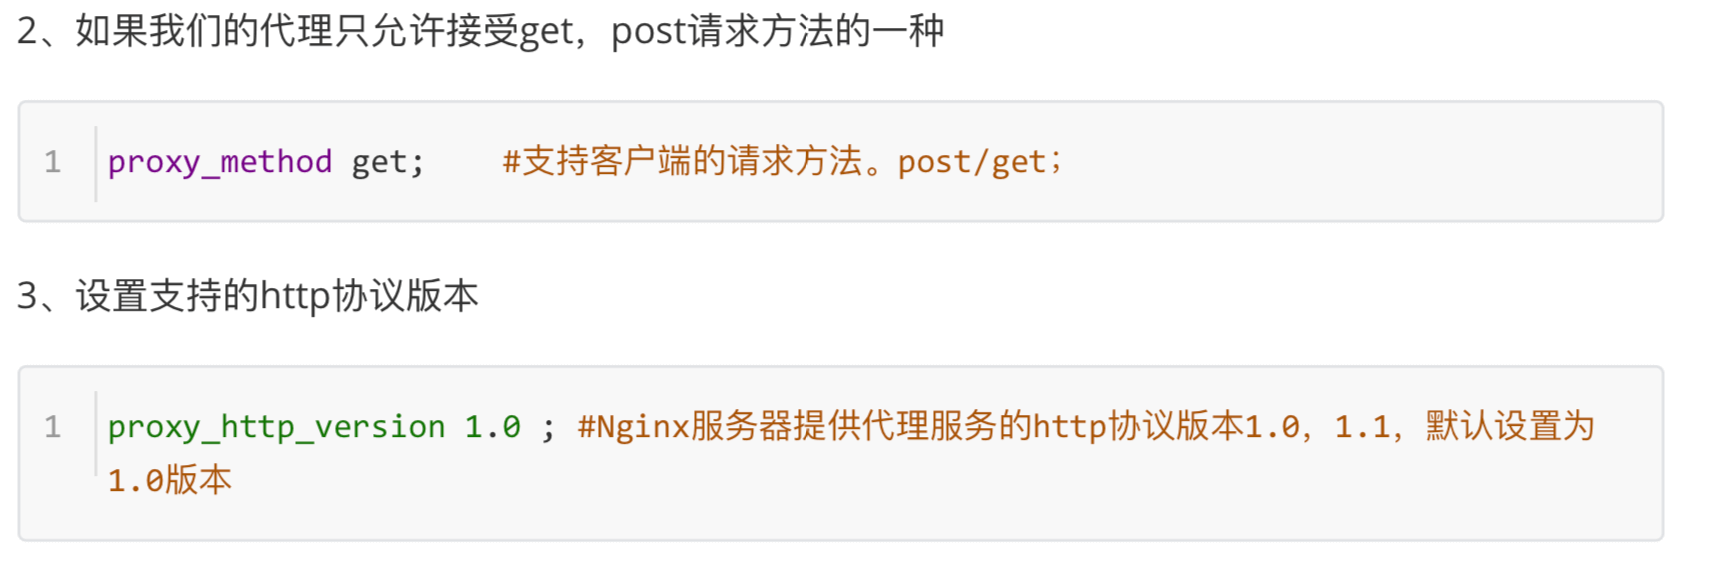 2、如果我们的代理只允许接受get，post请求方法的一种
1 proxy_method get;    #支持客户端的请求方法。post/get；
3、设置支持的http协议版本
1 proxy_http_version 1.0 ; #Nginx服务器提供代理服务的http协议版本1.0，1.1，默认设置为
1.0版本